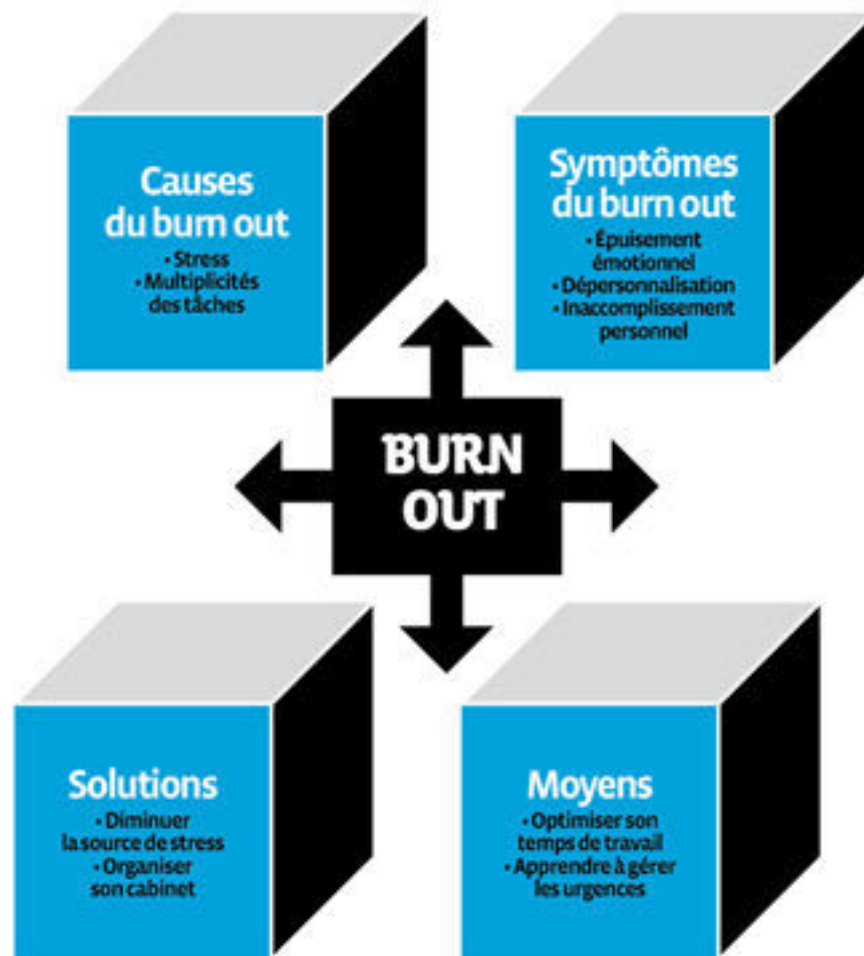 Causes
du burn out
• Stress
• Multiplicités
des tâches
Symptômes
du burn out
• Épuisement
émotionnel
• Dépersonnalisation
• Inaccomplissement
personnel
BURN
OUT
Solutions
• Diminuer
la source de stress
• Organiser
son cabinet
Moyens
• Optimiser son
temps de travail
• Apprendre à gérer
les urgences